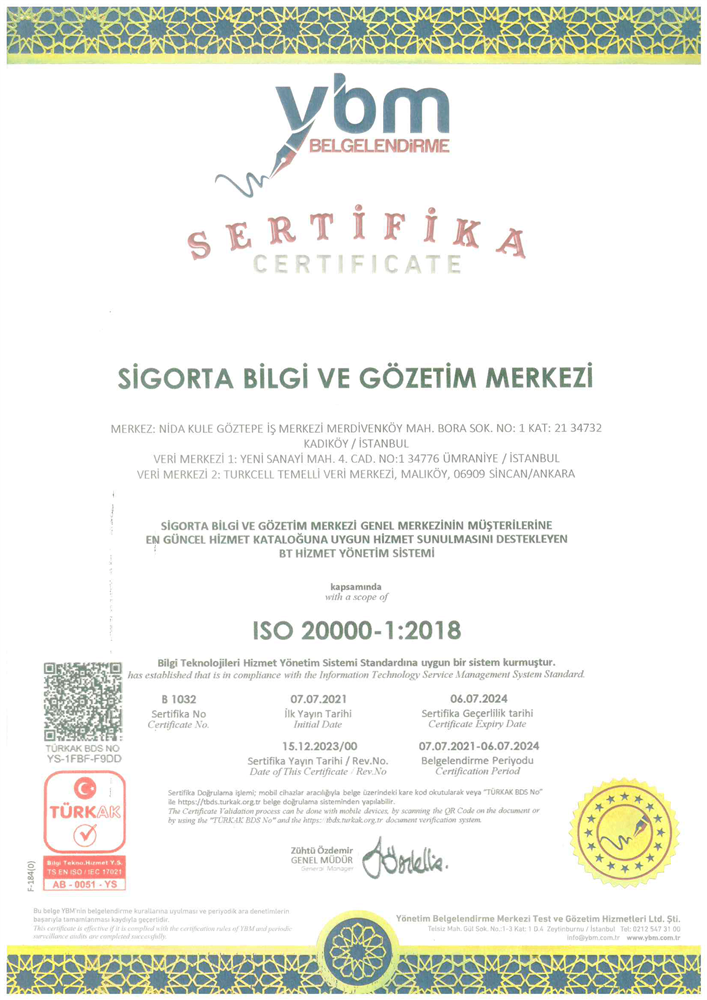 ybm
BELGELENDİRME
SERTİFİKA
CERTIFICATE
SİGORTA BİLGİ VE GÖZETİM MERKEZİ
MERKEZ: NİDA KULE GÖZTEPE İŞ MERKEZİ MERDİVENKÖY MAH. BORA SOK. NO: 1 KAT: 21 34732
KADIKÖY / İSTANBUL
VERİ MERKEZİ 1: YENİ SANAYİ MAH. 4. CAD. NO:1 34776 ÜMRANİYE / İSTANBUL
VERİ MERKEZİ 2: TURKCELL TEMELLİ VERİ MERKEZİ, MALIKÖY, 06909 SİNCAN/ANKARA
SİGORTA BİLGİ VE GÖZETİM MERKEZİ GENEL MERKEZİNİN MÜŞTERİLERİNE
EN GÜNCEL HİZMET KATALOĞUNA UYGUN HİZMET SUNULMASINI DESTEKLEYEN
BT HİZMET YÖNETİM SİSTEMİ
kapsamında
with a scope of
ISO 20000-1:2018
Bilgi Teknolojileri Hizmet Yönetim Sistemi Standardına uygun bir sistem kurmuştur.
has established that is in compliance with the Information Technology Service Management System Standard.
B 1032 07.07.2021 06.07.2024
Sertifika No İlk Yayın Tarihi Sertifika Geçerlilik tarihi
Certificate No. Initial Date Certificate Expiry Date
15.12.2023/00 07.07.2021-06.07.2024
Sertifika Yayın Tarihi / Rev.No. Belgelendirme Periyodu
Date of This Certificate / Rev.No Certification Period
TÜRKAK BDS NO
YS-1FBF-F9DD
Sertifika Doğrulama işlemi; mobil cihazlar aracılığıyla belge üzerindeki kare kod okutularak veya "TÜRKAK BDS No"
ile https://tbds.turkak.org.tr belge doğrulama sisteminden yapılabilir.
The Certificate Validation process can be done with mobile devices, by scanning the QR Code on the document or
by using the "TÜRKAK BDS No" and the https://tbds.turkak.org.tr document verification system.
TÜRKAK
Bilgi Tekno.Hizmet Y.S.
TS EN ISO / IEC 17021
AB - 0051 - YS
F-184(0)
Zühtü Özdemir
GENEL MÜDÜR
General Manager
Bu belge YBM'nin belgelendirme kurallarına uyulması ve periyodik ara denetimlerin
başarıyla tamamlanması kaydıyla geçerlidir.
This certificate is effective if it is complied with the certification rules of YBM and periodic
surveillance audits are completed successfully.
Yönetim Belgelendirme Merkezi Test ve Gözetim Hizmetleri Ltd. Şti.
Telsiz Mah. Gül Sok. No.:1-3 Kat: 1 D.4 Zeytinburnu / İstanbul Tel: 0212 547 31 00
info@ybm.com.tr www.ybm.com.tr